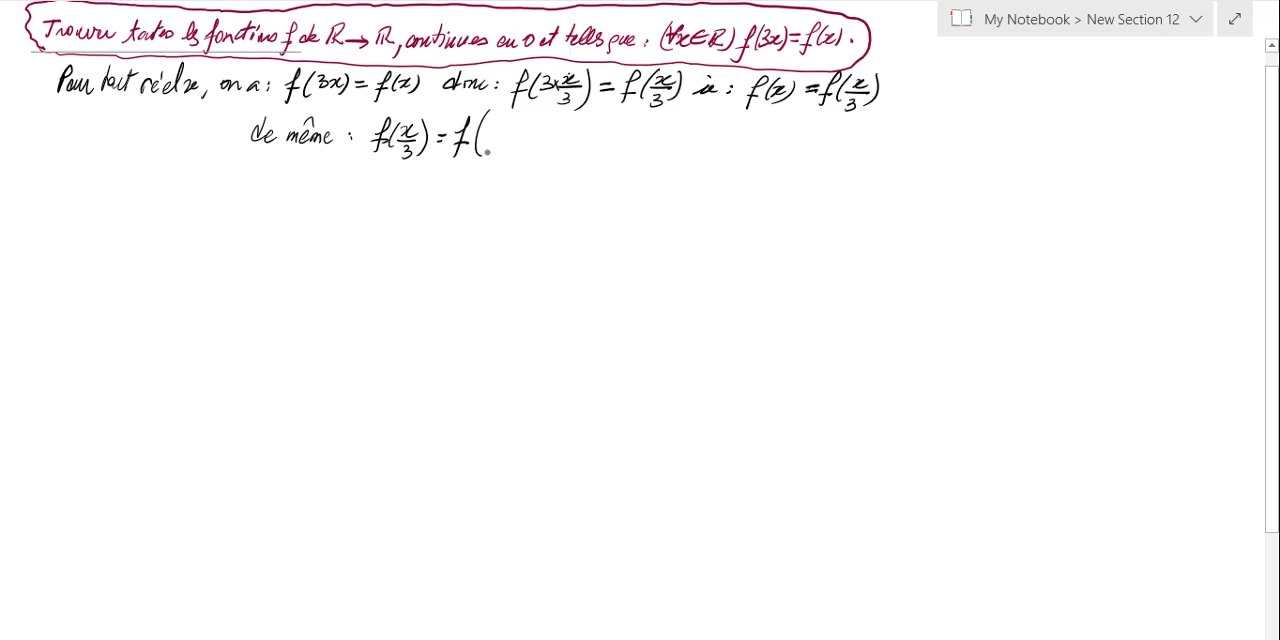 My Notebook > New Section 12
Trouver toutes les fonctions f de ℝ → ℝ, continues en 0 et telles que : (∀x∈ℝ) f(3x)=f(x).
Pour tout réel x, on a : f(3x) = f(x) donc : f(3×x/3) = f(x/3) ie : f(x) = f(x/3)
de même : f(x/3) = f(